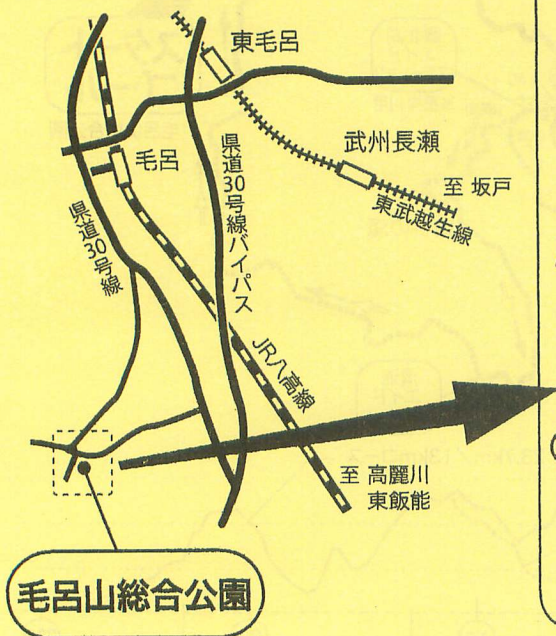 東毛呂
武州長瀬
至 坂戸
東武越生線
毛呂
県道30号線バイパス
県道30号線
JR八高線
至 高麗川
東飯能
毛呂山総合公園